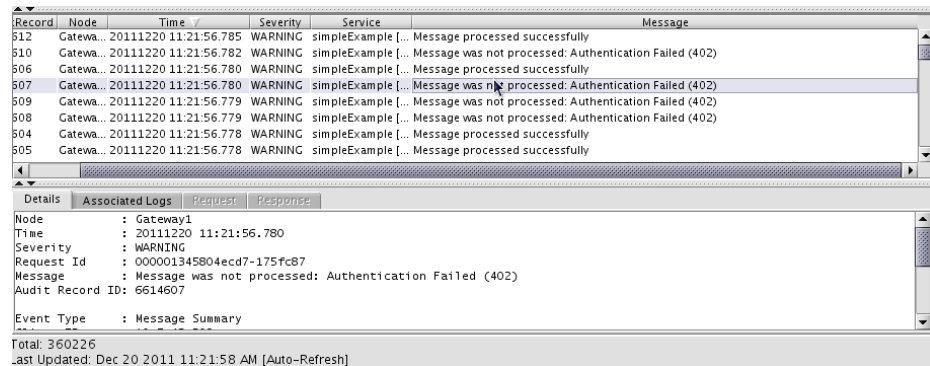 Record Node Time Severity Service Message
612 Gatewa... 20111220 11:21:56.785 WARNING simpleExample [... Message processed successfully
610 Gatewa... 20111220 11:21:56.782 WARNING simpleExample [... Message was not processed: Authentication Failed (402)
606 Gatewa... 20111220 11:21:56.780 WARNING simpleExample [... Message processed successfully
607 Gatewa... 20111220 11:21:56.780 WARNING simpleExample [... Message was not processed: Authentication Failed (402)
609 Gatewa... 20111220 11:21:56.779 WARNING simpleExample [... Message was not processed: Authentication Failed (402)
608 Gatewa... 20111220 11:21:56.779 WARNING simpleExample [... Message was not processed: Authentication Failed (402)
604 Gatewa... 20111220 11:21:56.778 WARNING simpleExample [... Message processed successfully
605 Gatewa... 20111220 11:21:56.778 WARNING simpleExample [... Message processed successfully
Details Associated Logs Request Response
Node : Gateway1
Time : 20111220 11:21:56.780
Severity : WARNING
Request Id : 000001345804ecd7-175fc87
Message : Message was not processed: Authentication Failed (402)
Audit Record ID: 6614607
Event Type : Message Summary
Total: 360226
Last Updated: Dec 20 2011 11:21:58 AM [Auto-Refresh]